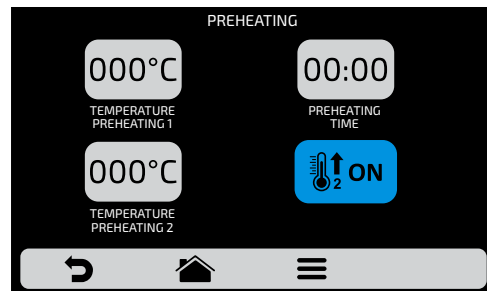 PREHEATING
000°C
00:00
TEMPERATURE
PREHEATING 1
PREHEATING
TIME
000°C
2 ON
TEMPERATURE
PREHEATING 2